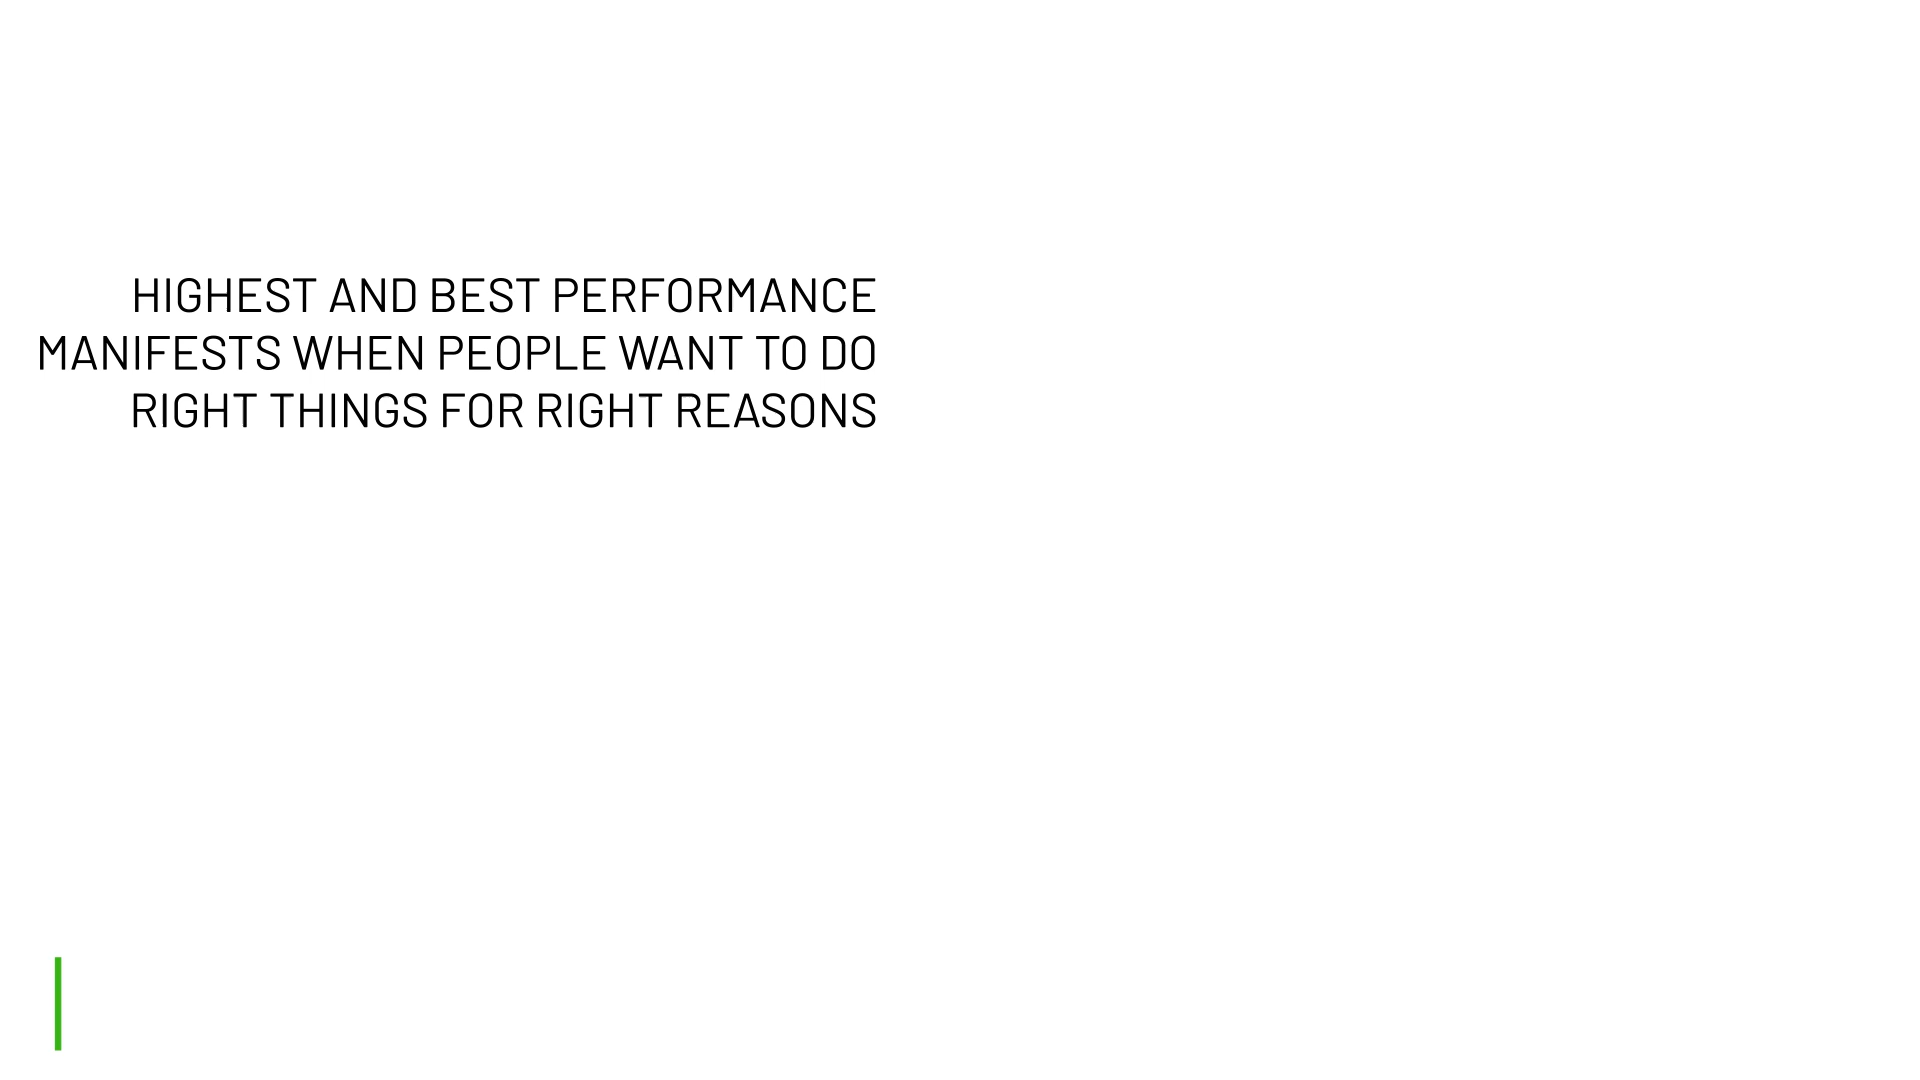 HIGHEST AND BEST PERFORMANCE
MANIFESTS WHEN PEOPLE WANT TO DO
RIGHT THINGS FOR RIGHT REASONS